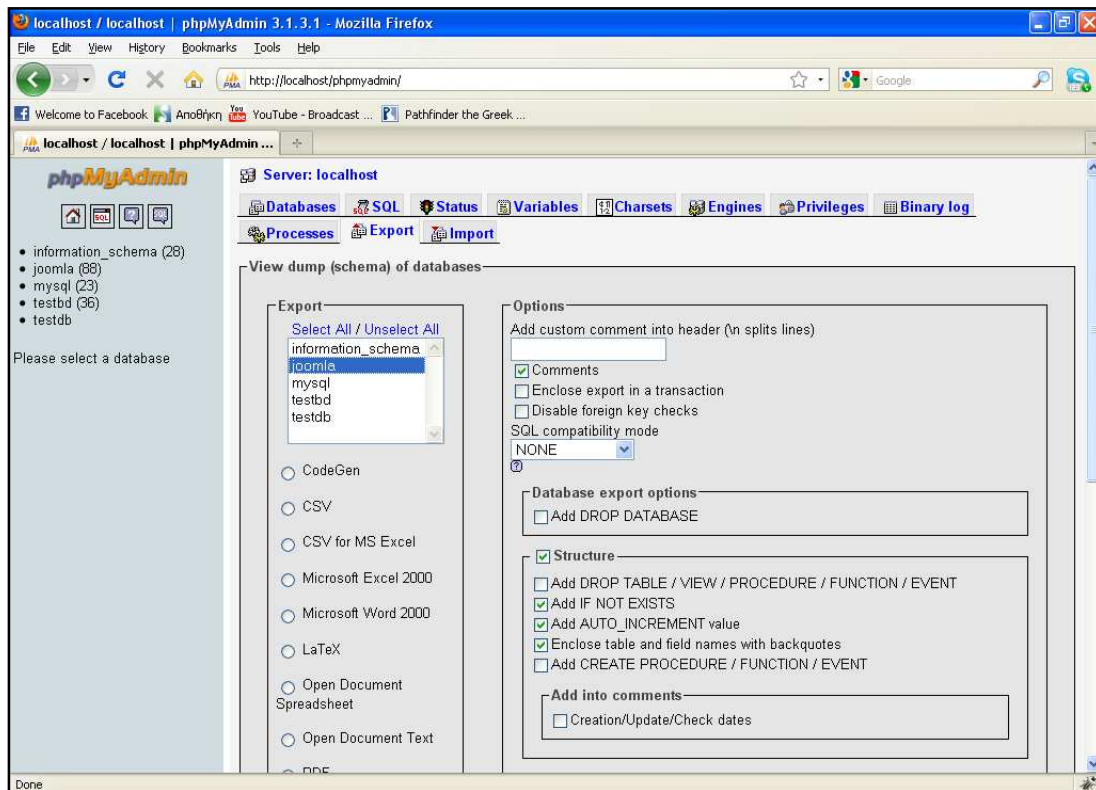 localhost / localhost | phpMyAdmin 3.1.3.1 - Mozilla Firefox
File Edit View History Bookmarks Tools Help
PMA http://localhost/phpmyadmin/ Google
Welcome to Facebook Αποθήκη You Tube YouTube - Broadcast ... Pathfinder the Greek ...
PMA localhost / localhost | phpMyAdmin ...
phpMyAdmin
SQL
information_schema (28)
joomla (88)
mysql (23)
testbd (36)
testdb
Please select a database
Server: localhost
Databases SQL Status Variables Charsets Engines Privileges Binary log
Processes Export Import
View dump (schema) of databases
Export
Select All / Unselect All
information_schema
joomla
mysql
testbd
testdb
CodeGen
CSV
CSV for MS Excel
Microsoft Excel 2000
Microsoft Word 2000
LaTeX
Open Document
Spreadsheet
Open Document Text
Options
Add custom comment into header (\n splits lines)
Comments
Enclose export in a transaction
Disable foreign key checks
SQL compatibility mode
NONE
Database export options
Add DROP DATABASE
Structure
Add DROP TABLE / VIEW / PROCEDURE / FUNCTION / EVENT
Add IF NOT EXISTS
Add AUTO_INCREMENT value
Enclose table and field names with backquotes
Add CREATE PROCEDURE / FUNCTION / EVENT
Add into comments
Creation/Update/Check dates
Done